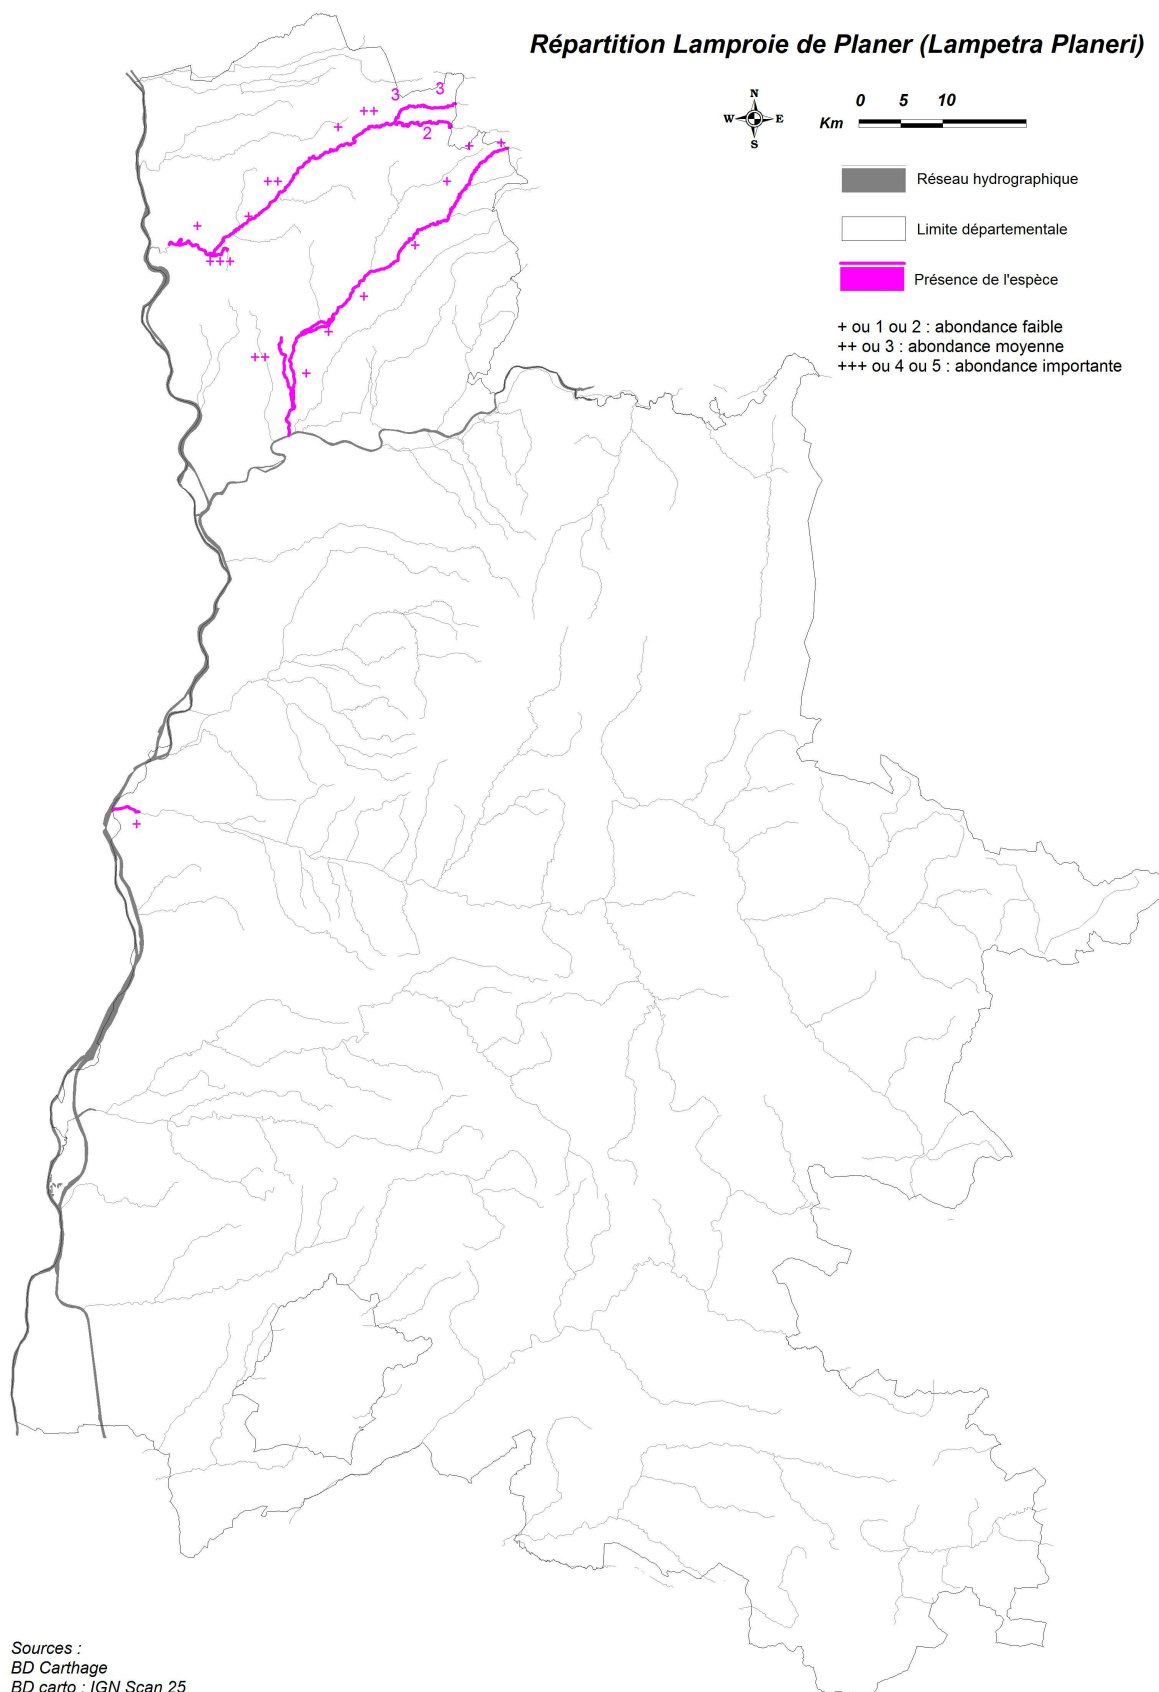 Répartition Lamproie de Planer (Lampetra Planeri)
N
W E
S
0 5 10
Km
Réseau hydrographique
Limite départementale
Présence de l'espèce
+ ou 1 ou 2 : abondance faible
++ ou 3 : abondance moyenne
+++ ou 4 ou 5 : abondance importante
3
3
++
+
2
+
+
++
+
+
+
+
+++
+
+
++
+
+
Sources :
BD Carthage
BD carto : IGN Scan 25